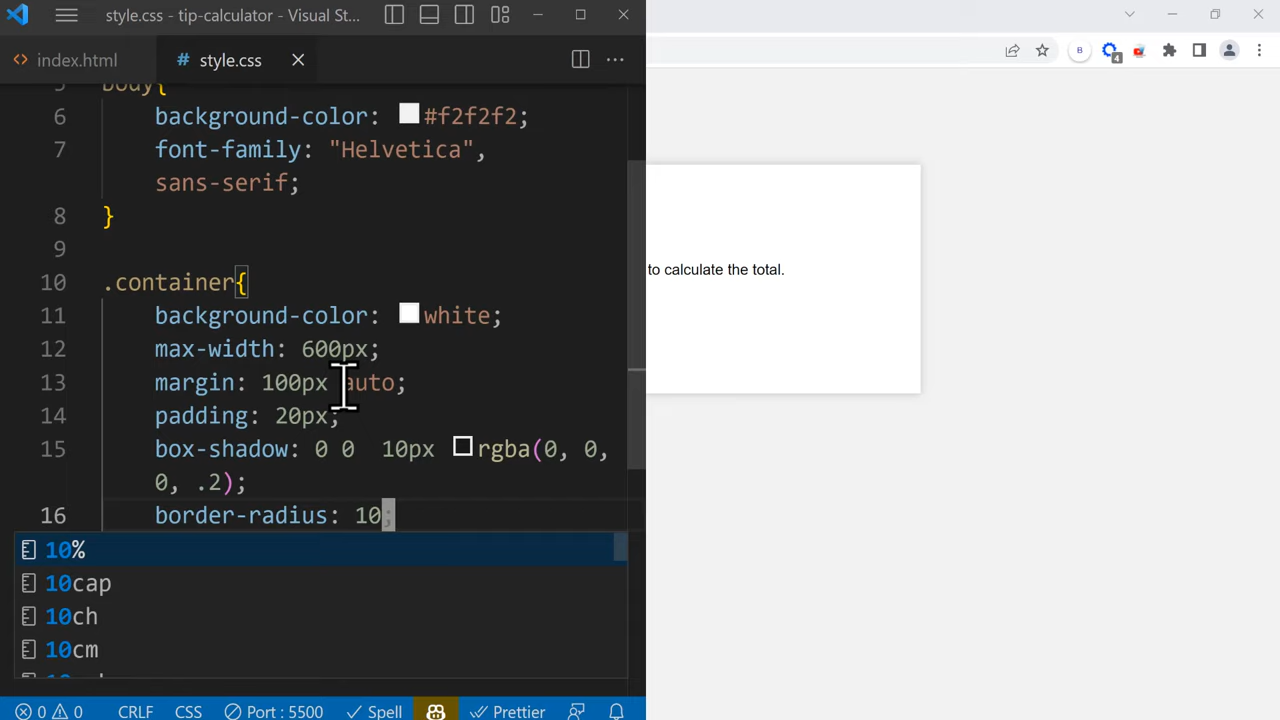 style.css - tip-calculator - Visual St...
index.html
style.css
body{
6 background-color: #f2f2f2;
7 font-family: "Helvetica",
sans-serif;
8 }
9
10 .container{
11 background-color: white;
12 max-width: 600px;
13 margin: 100px auto;
14 padding: 20px;
15 box-shadow: 0 0 10px rgba(0, 0,
0, .2);
16 border-radius: 10;
10%
10cap
10ch
10cm
0 0 CRLF CSS Port : 5500 Spell Prettier
B
4
to calculate the total.